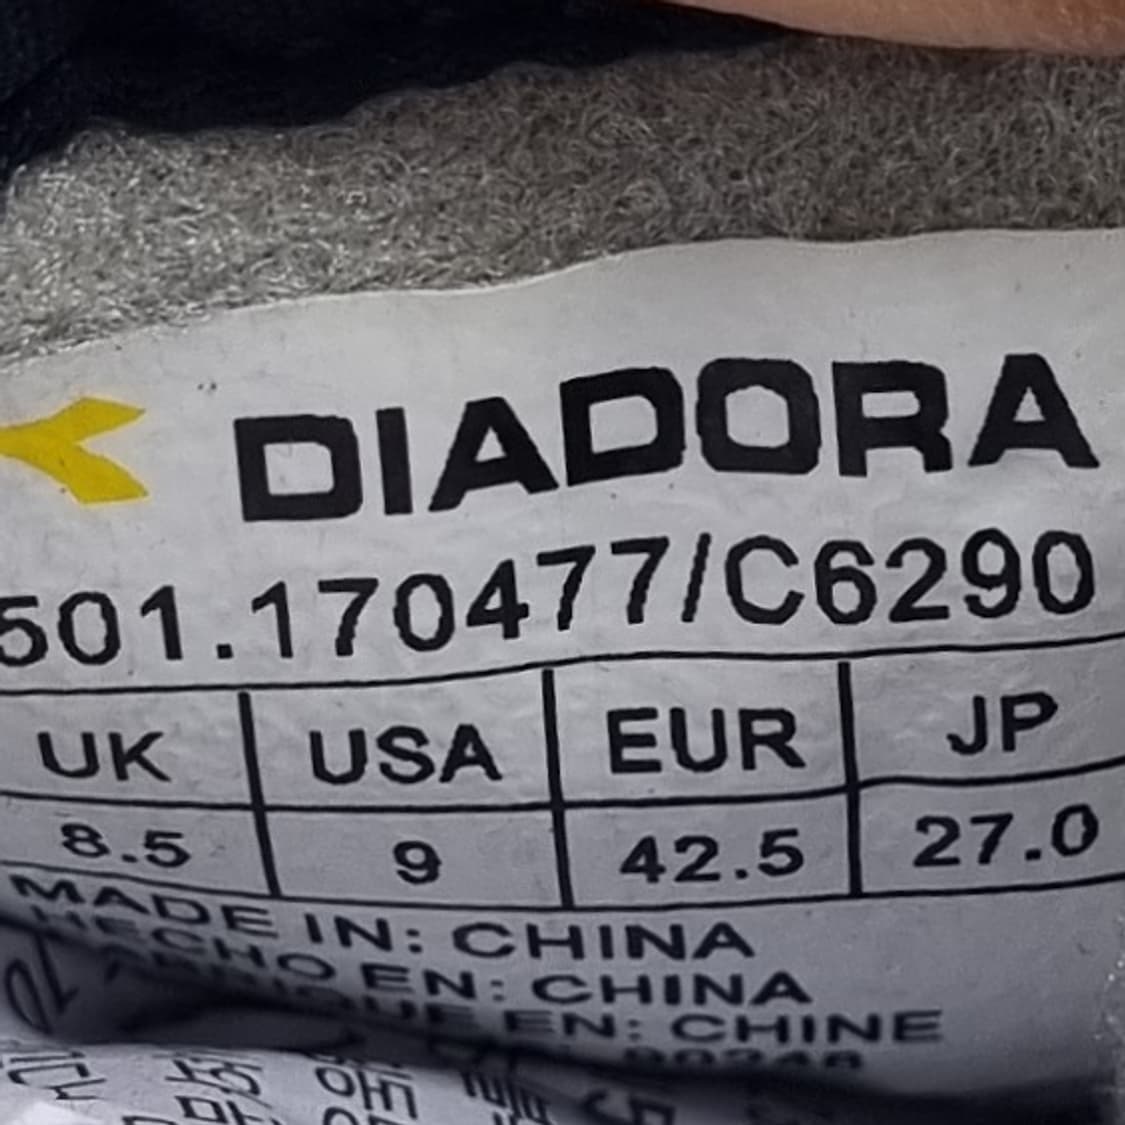 DIADORA
501.170477/C6290
UK USA EUR JP
8.5 9 42.5 27.0
MADE IN: CHINA
HECHO EN: CHINA
FABRIQUE EN: CHINE